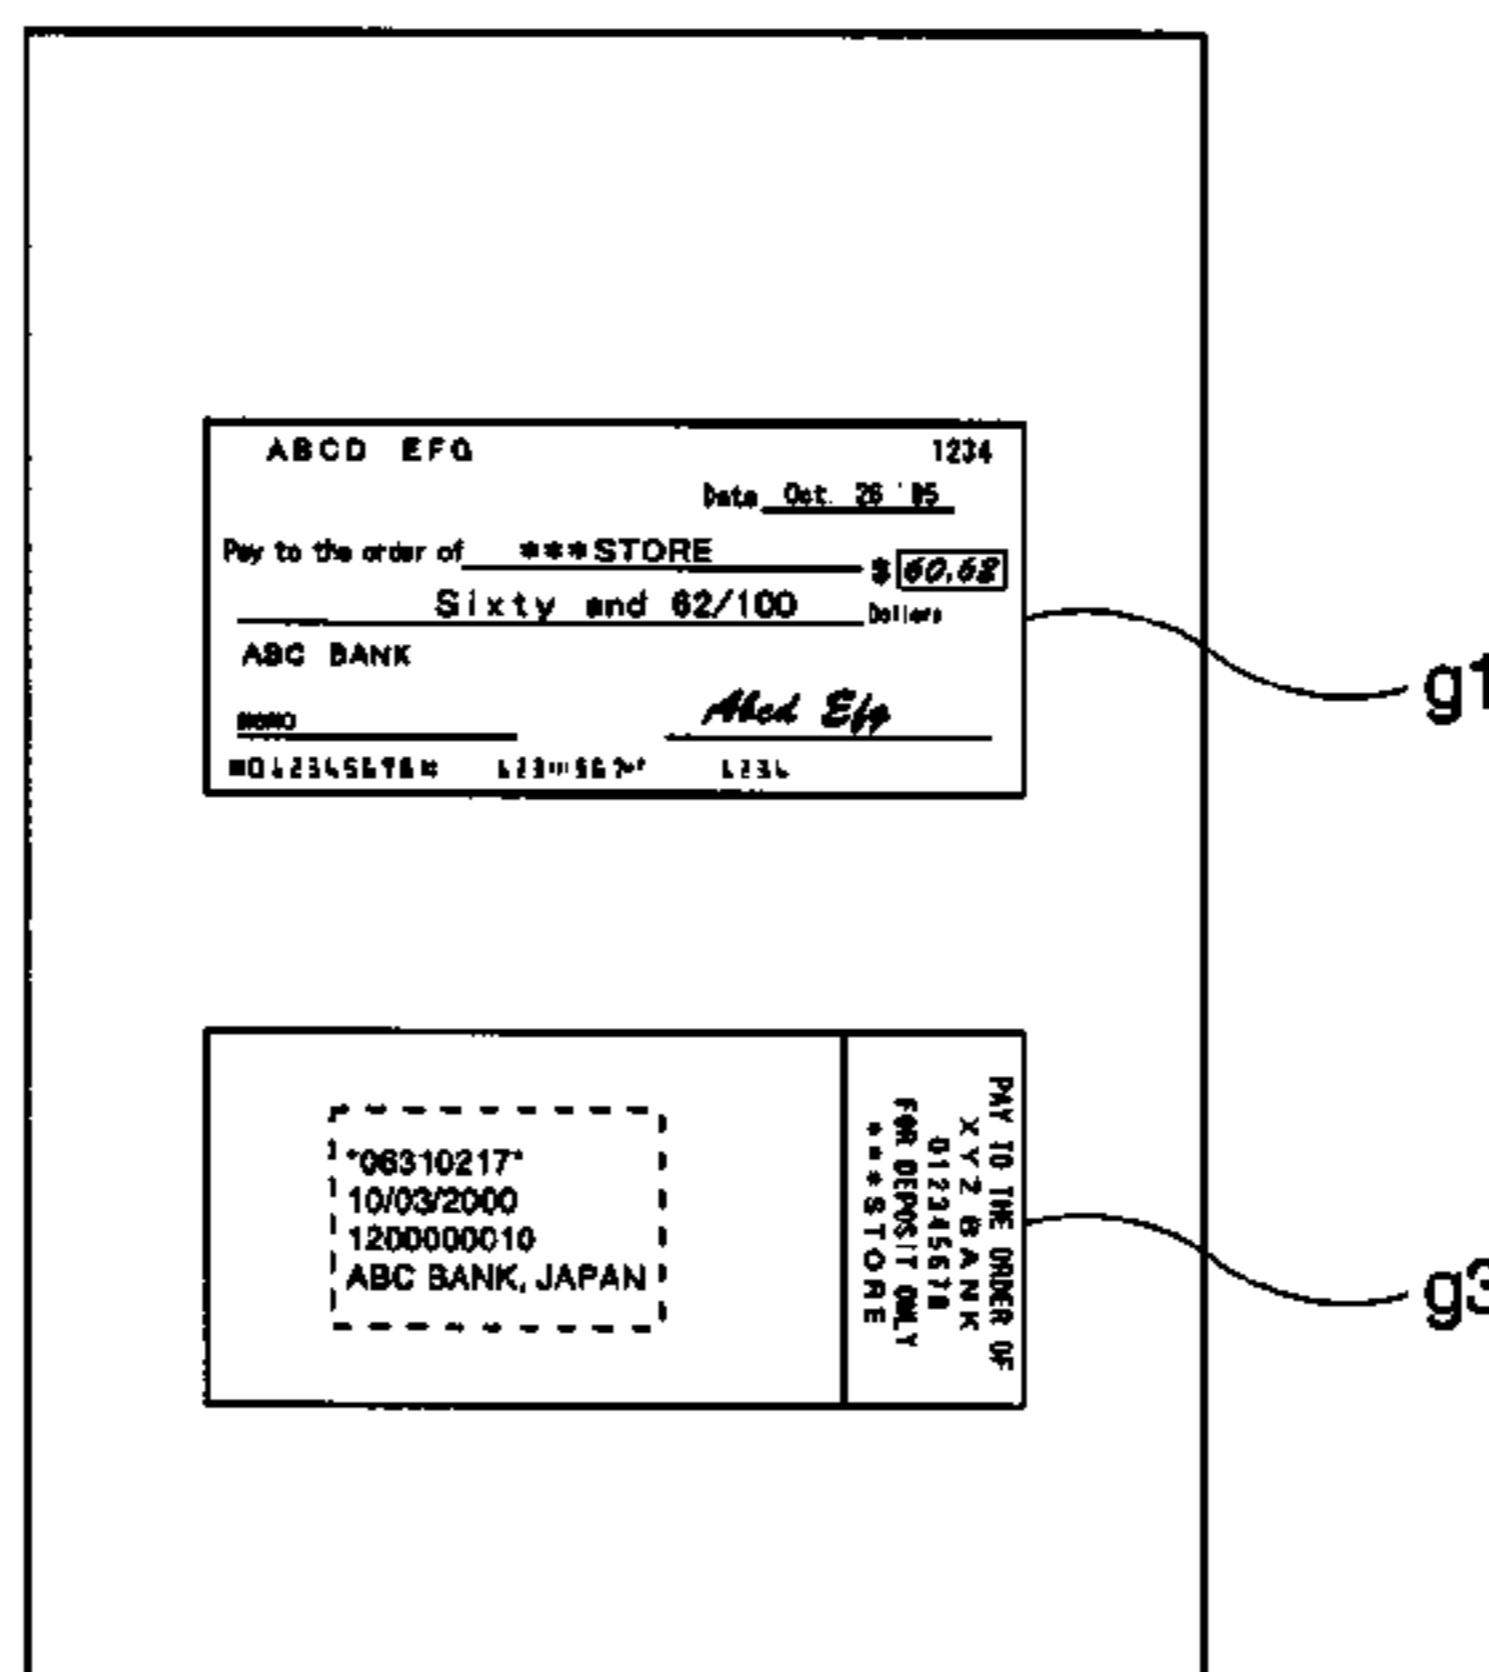 ABCD EFG
1234
Date Oct. 26 '95
Pay to the order of ***STORE
$ 60.62
Sixty and 62/100 Dollars
ABC BANK
Abcd Efg
1234
g1
"06310217"
10/03/2000
1200000010
ABC BANK, JAPAN
PAY TO THE ORDER OF
XYZ BANK
012345678
FOR DEPOSIT ONLY
***STORE
g3